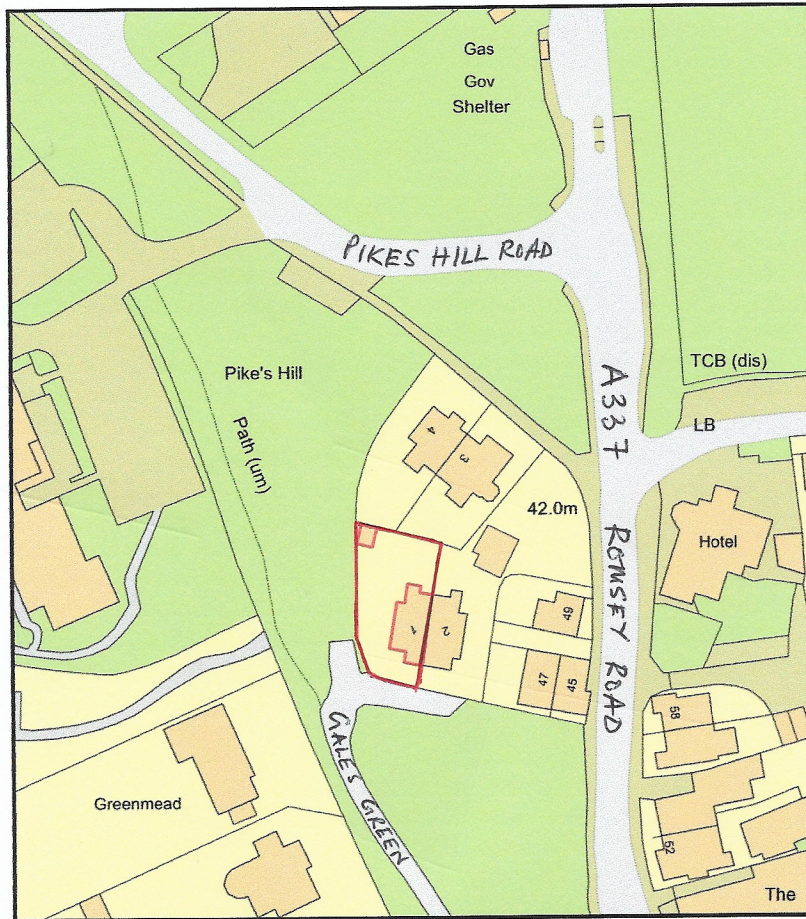 Gas
Gov
Shelter
PIKES HILL ROAD
TCB (dis)
Pike's Hill
A337 ROMSEY ROAD
LB
Path (um)
4
3
42.0m
Hotel
49
1
2
47
45
58
GALES GREEN
Greenmead
52
The